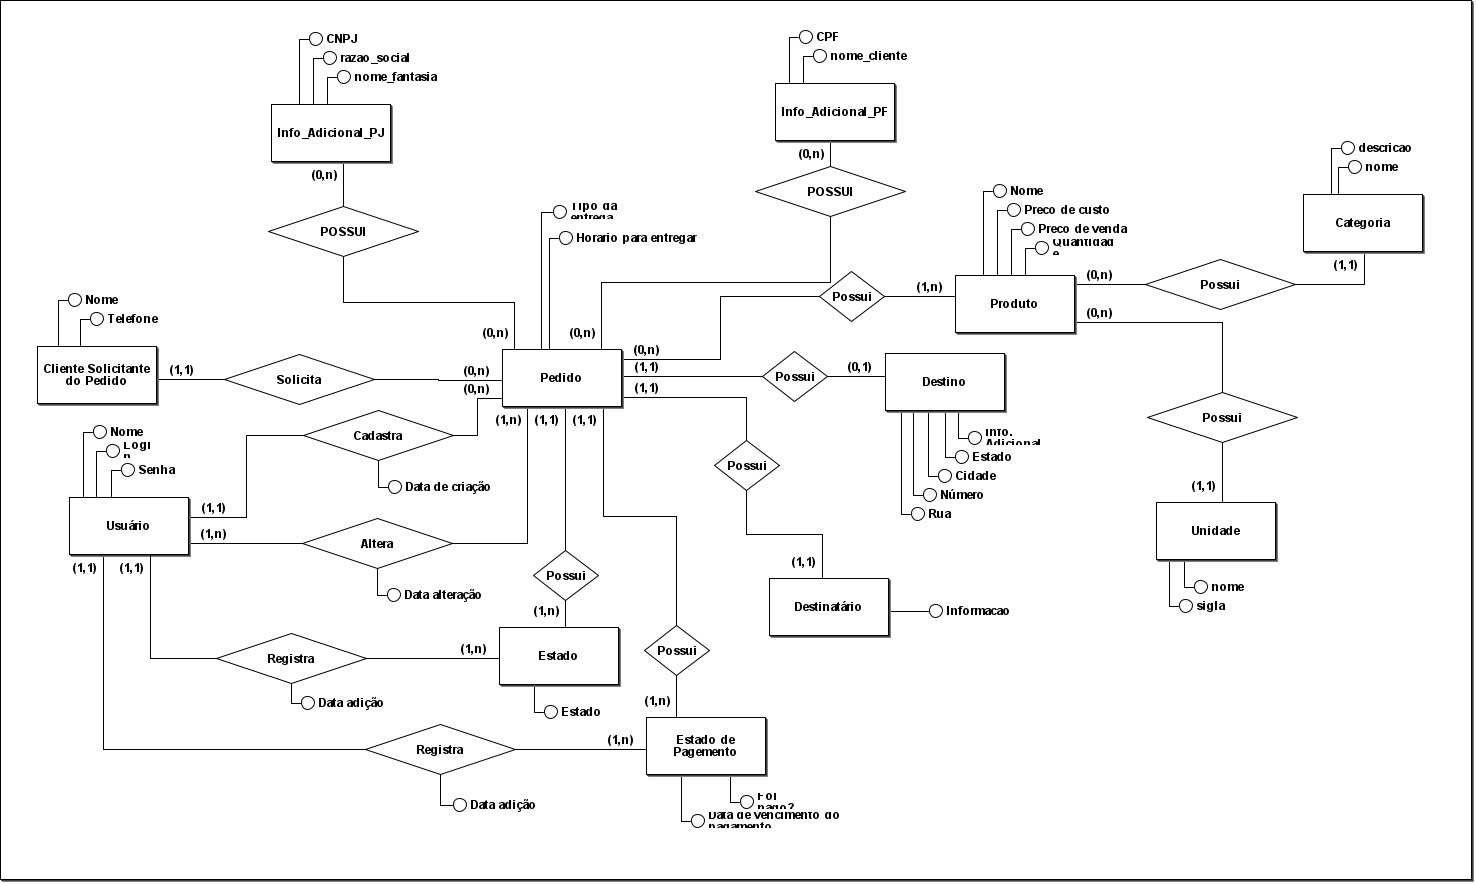 CNPJ
razao_social
nome_fantasia
Info_Adicional_PJ
(0,n)
POSSUI
CPF
nome_cliente
Info_Adicional_PF
(0,n)
POSSUI
descricao
nome
Categoria
(1,1)
Nome
Preco de custo
Preco de venda
Quantidad
e
Produto
(0,n)
Possui
(0,n)
Tipo da
entrega
Horario para entregar
Possui
(1,n)
Nome
Telefone
Cliente Solicitante
do Pedido
(1,1)
Solicita
(0,n)
(0,n)
(0,n)
(0,n)
Pedido
(0,n)
(1,1)
(1,1)
Possui
(0,1)
Destino
Info.
Adicional
Estado
Cidade
Número
Rua
(0,n)
Cadastra
Data de criação
(1,n)
(1,1)
(1,1)
Nome
Logi
n
Senha
Usuário
(1,1)
(1,n)
(1,1)
(1,1)
Altera
Data alteração
Possui
(1,1)
Destinatário
Informacao
Possui
(1,1)
Unidade
nome
sigla
Possui
(1,n)
Estado
Estado
Registra
(1,n)
Data adição
Possui
(1,n)
Estado de
Pagemento
Foi
pago?
Data de vencimento do
pagamento
Registra
(1,n)
Data adição